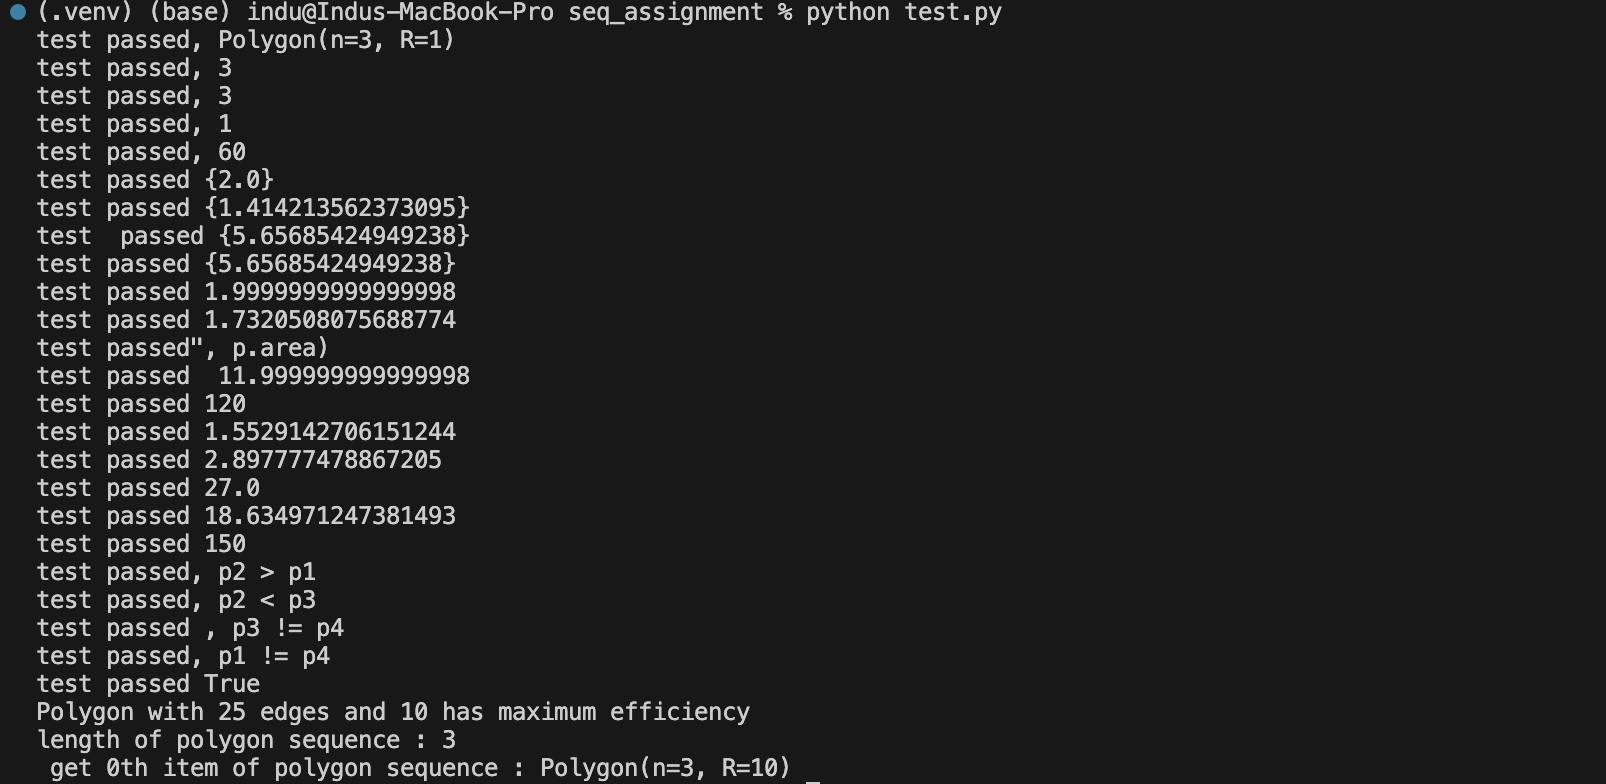 (.venv) (base) indu@Indus-MacBook-Pro seq_assignment % python test.py
test passed, Polygon(n=3, R=1)
test passed, 3
test passed, 3
test passed, 1
test passed, 60
test passed {2.0}
test passed {1.414213562373095}
test  passed {5.65685424949238}
test passed {5.65685424949238}
test passed 1.9999999999999998
test passed 1.7320508075688774
test passed", p.area)
test passed  11.999999999999998
test passed 120
test passed 1.5529142706151244
test passed 2.897777478867205
test passed 27.0
test passed 18.634971247381493
test passed 150
test passed, p2 > p1
test passed, p2 < p3
test passed , p3 != p4
test passed, p1 != p4
test passed True
Polygon with 25 edges and 10 has maximum efficiency
length of polygon sequence : 3
 get 0th item of polygon sequence : Polygon(n=3, R=10) _